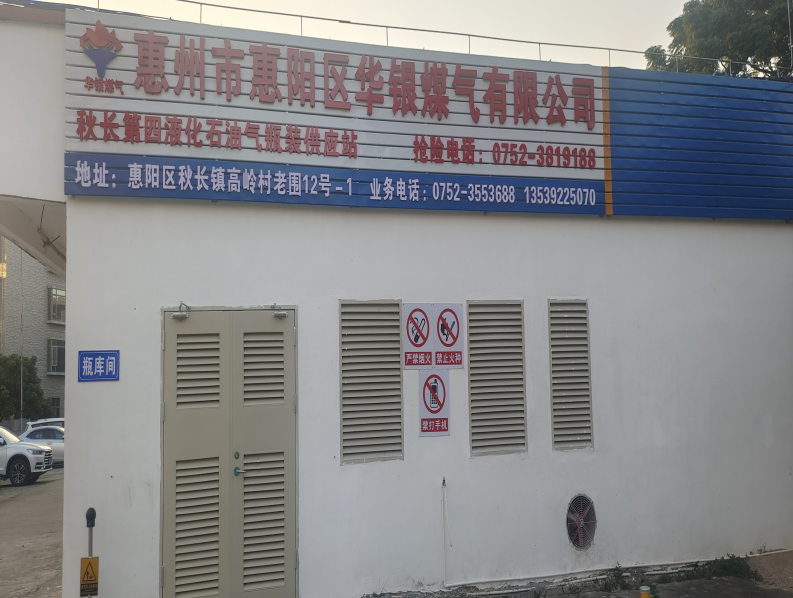 惠州市惠阳区华银煤气有限公司
华银煤气
秋长第四液化石油气瓶装供应站 抢险电话：0752-3819188
地址：惠阳区秋长镇高岭村老围12号-1 业务电话：0752-3553688 13539225070
瓶库间
严禁烟火 禁止火种
禁打手机